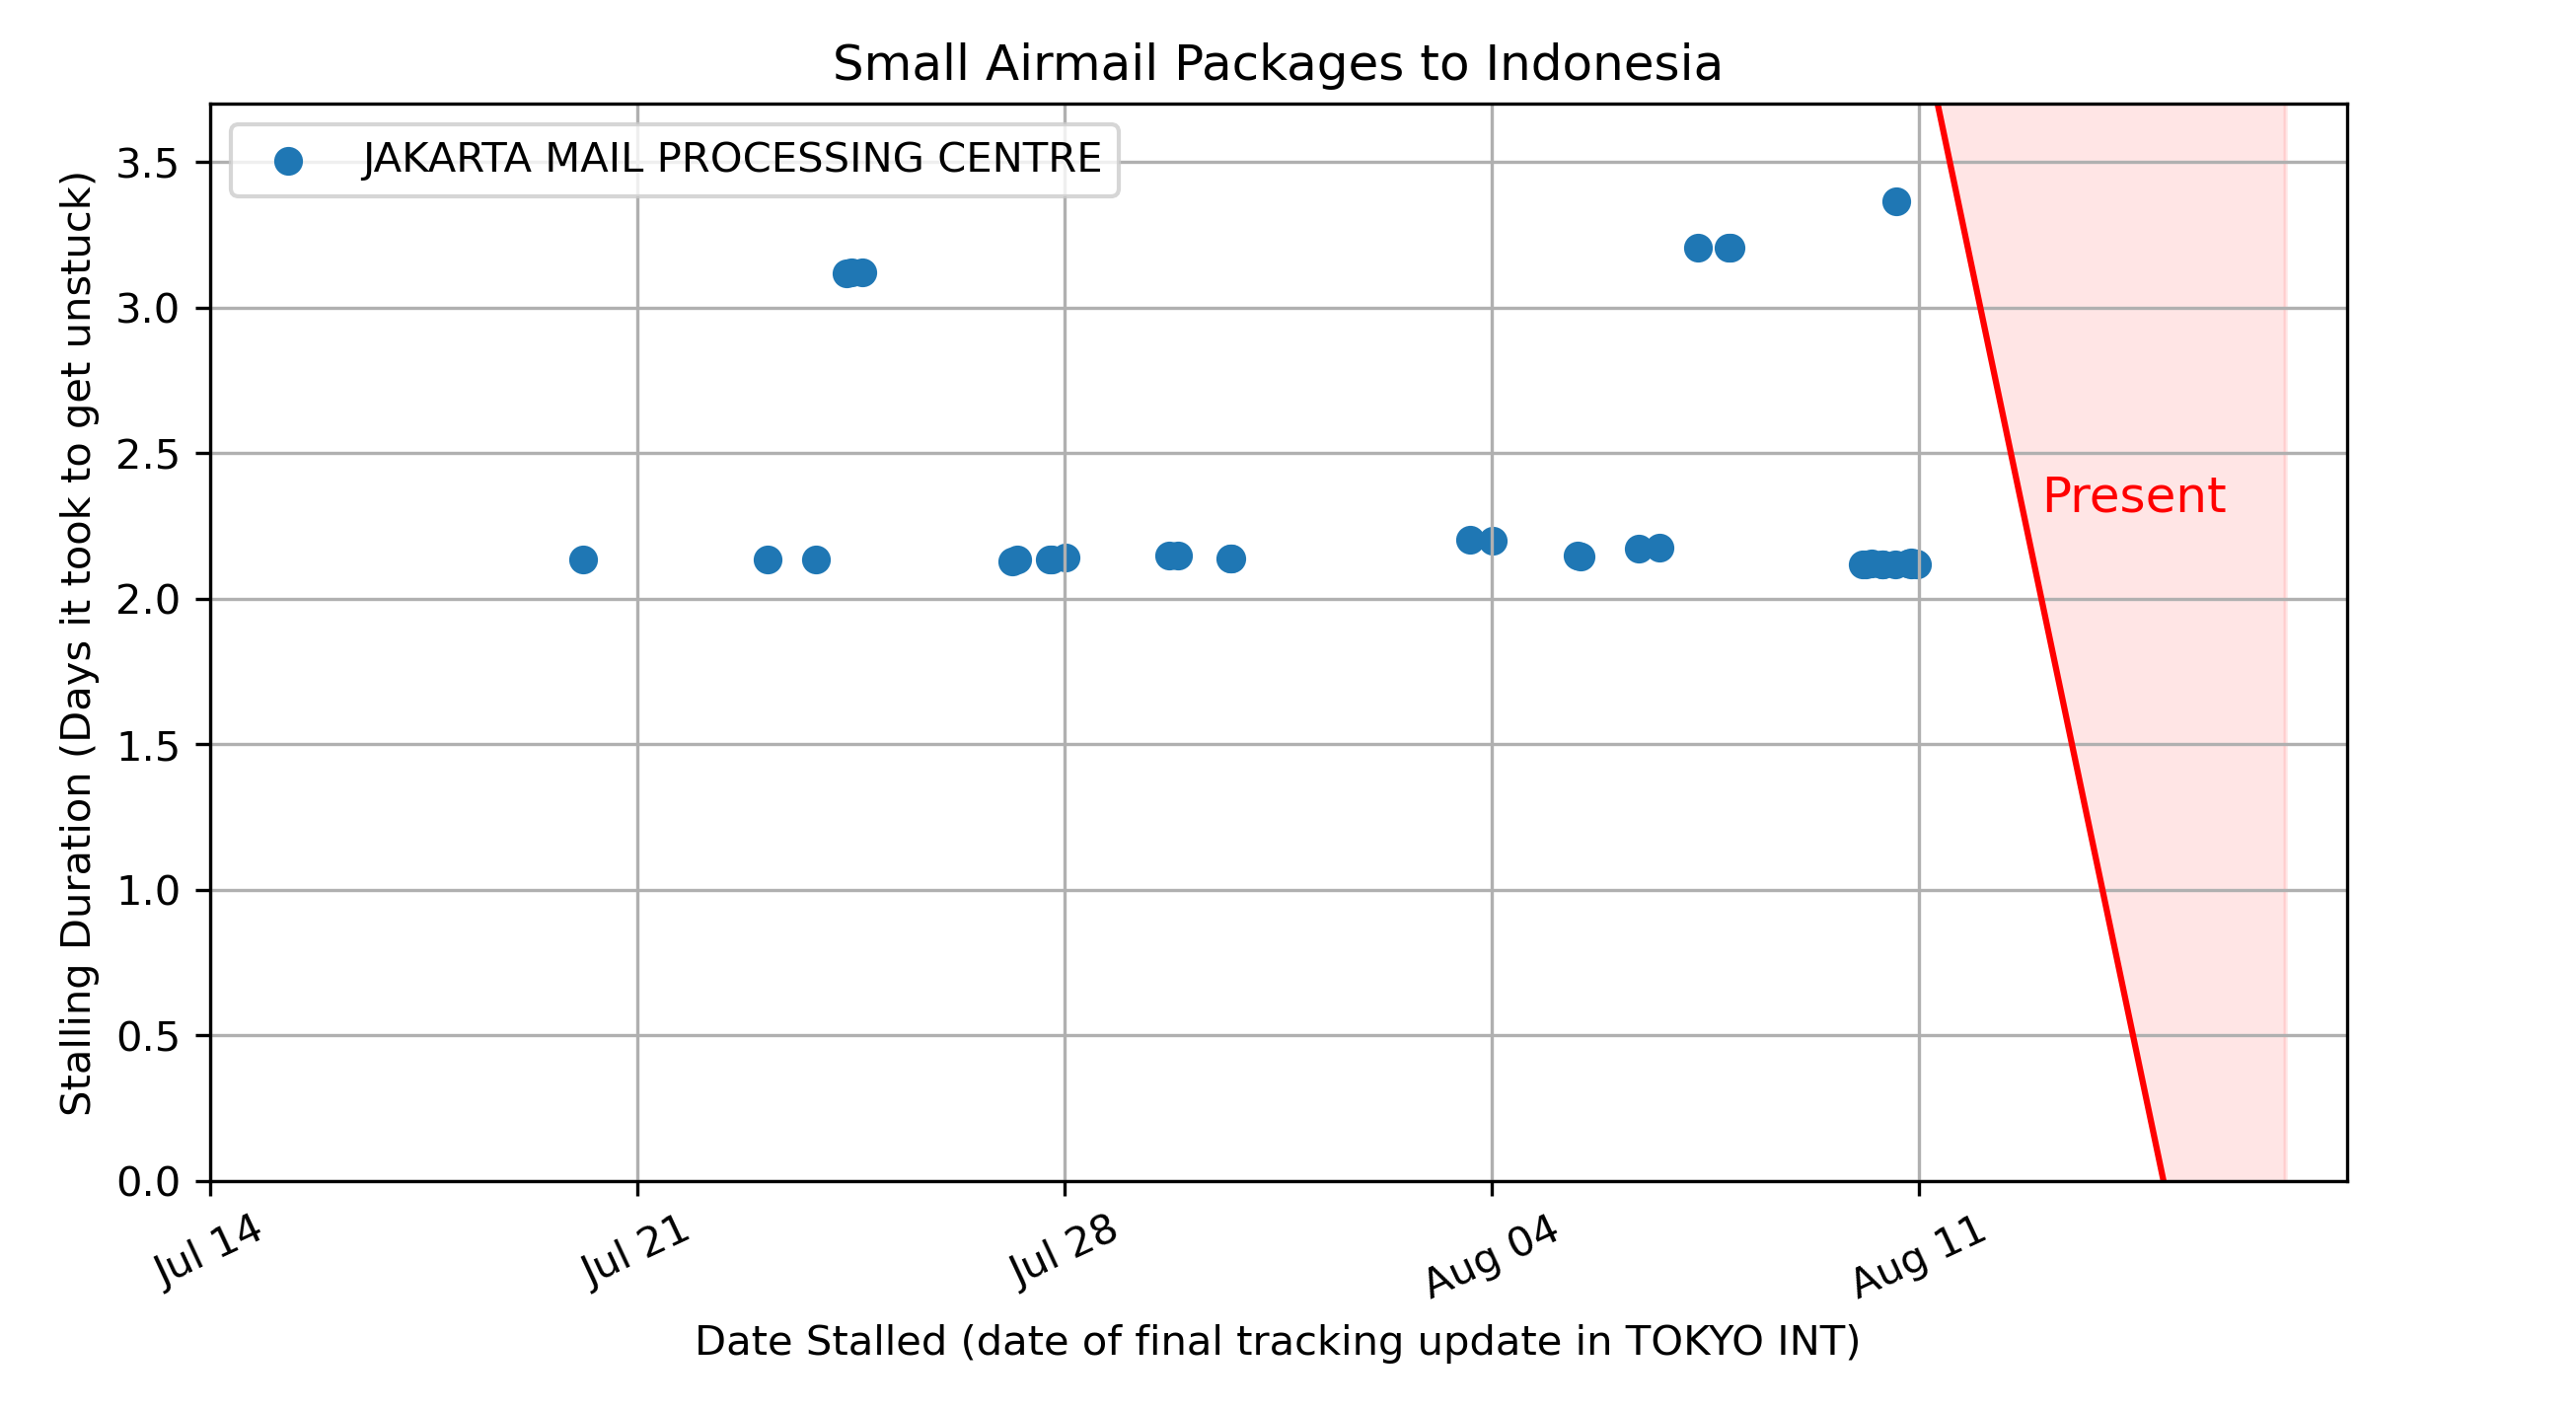 Small Airmail Packages to Indonesia
JAKARTA MAIL PROCESSING CENTRE
Stalling Duration (Days it took to get unstuck)
3.5
3.0
2.5
2.0
1.5
1.0
0.5
0.0
Present
Jul 14
Jul 21
Jul 28
Aug 04
Aug 11
Date Stalled (date of final tracking update in TOKYO INT)